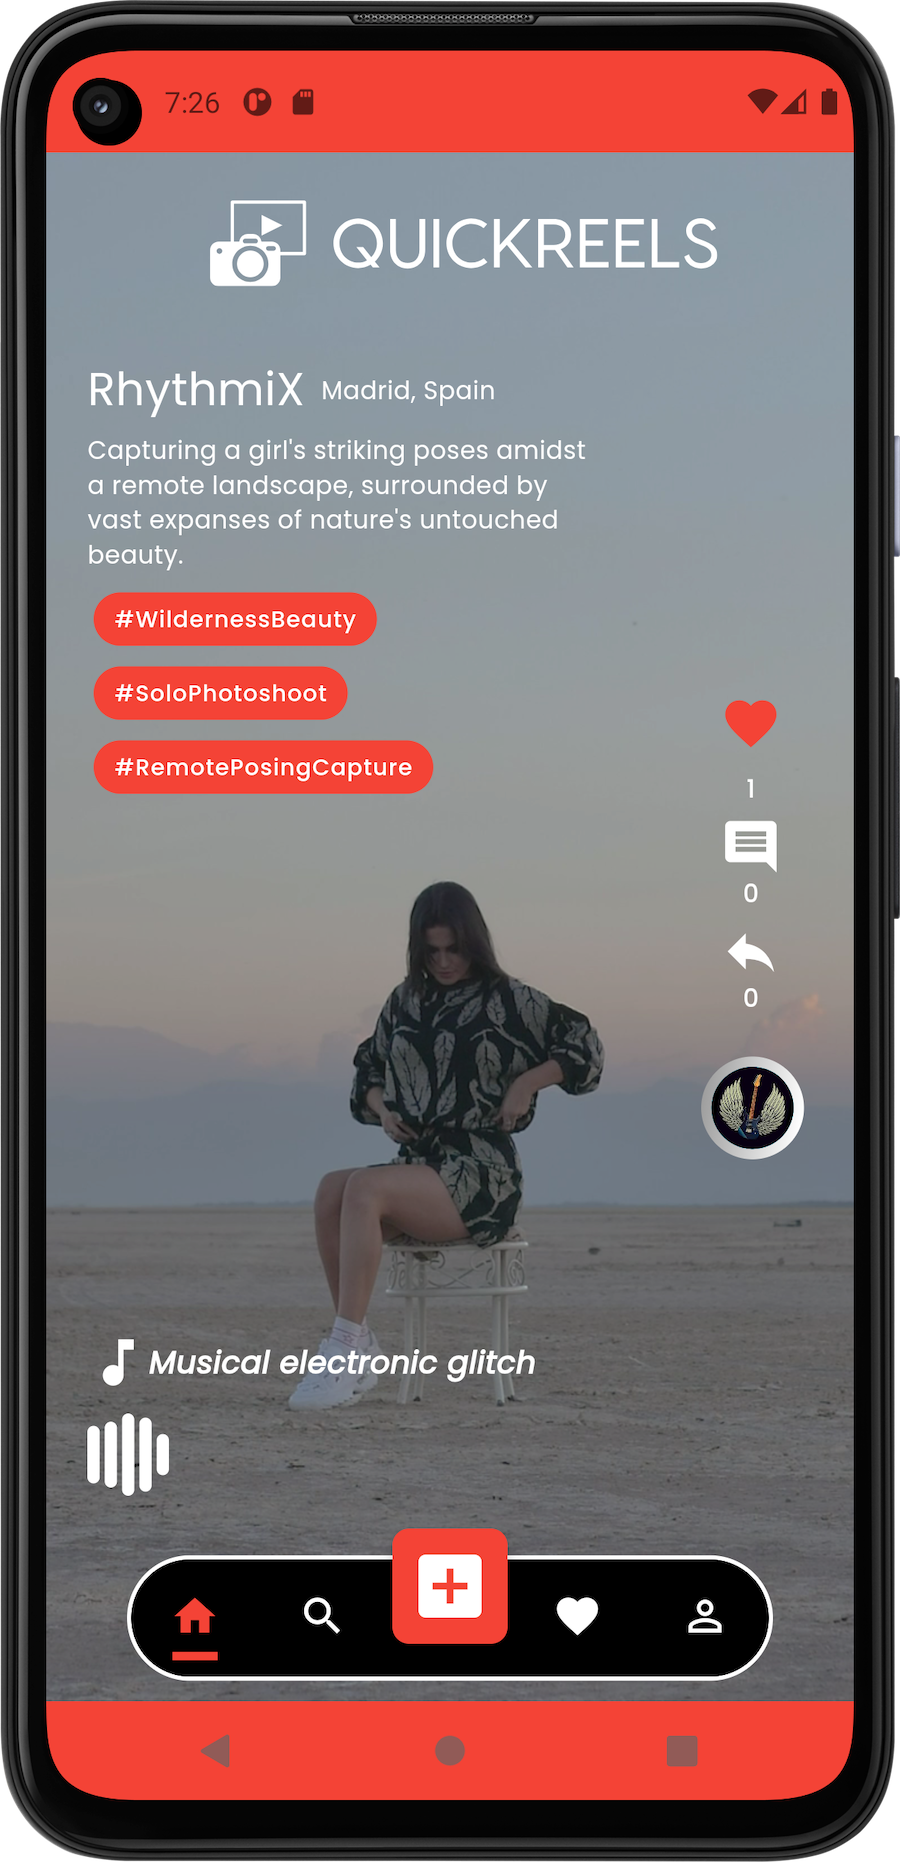 7:26
QUICKREELS
RhythmiX Madrid, Spain
Capturing a girl's striking poses amidst
a remote landscape, surrounded by
vast expanses of nature's untouched
beauty.
#WildernessBeauty
#SoloPhotoshoot
#RemotePosingCapture
1
0
0
Musical electronic glitch